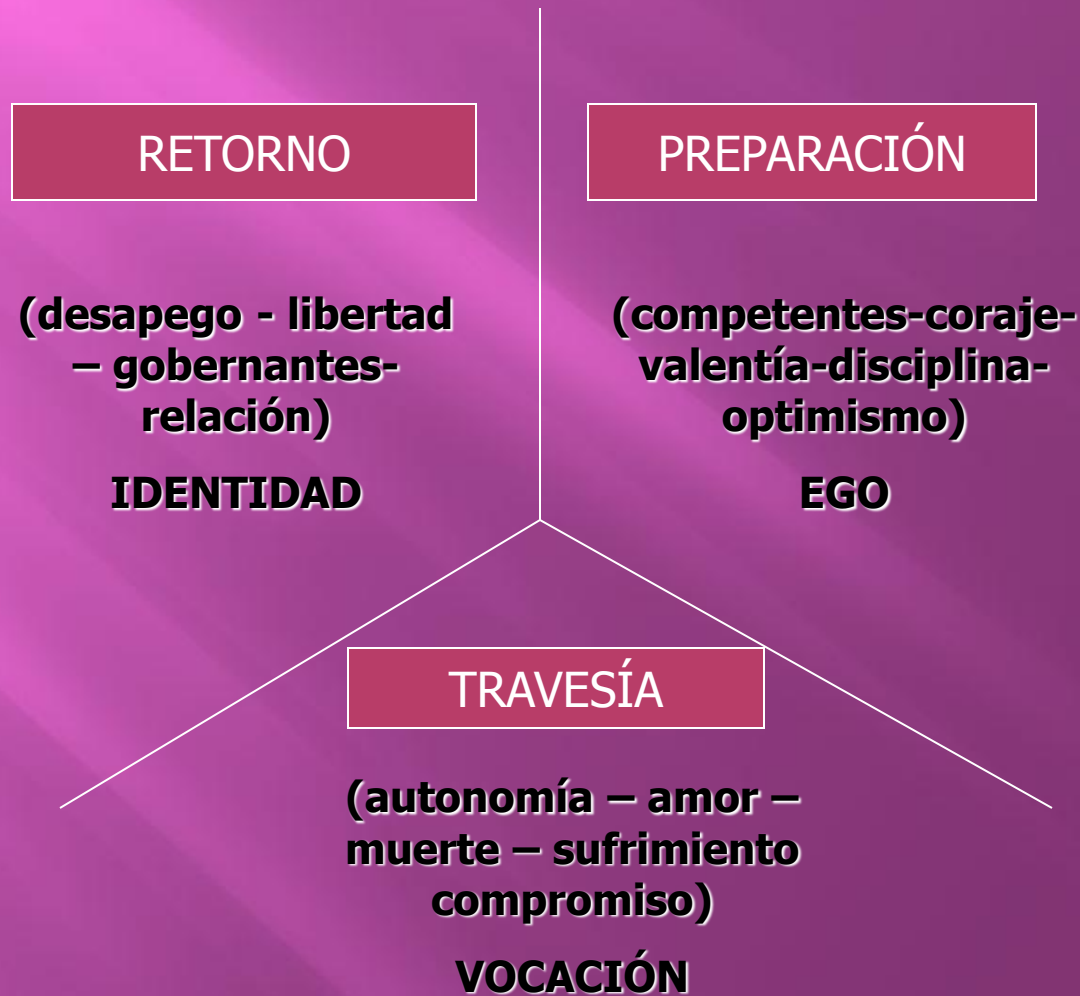 RETORNO
(desapego - libertad
– gobernantes-
relación)
IDENTIDAD
PREPARACIÓN
(competentes-coraje-
valentía-disciplina-
optimismo)
EGO
TRAVESÍA
(autonomía – amor –
muerte – sufrimiento
compromiso)
VOCACIÓN